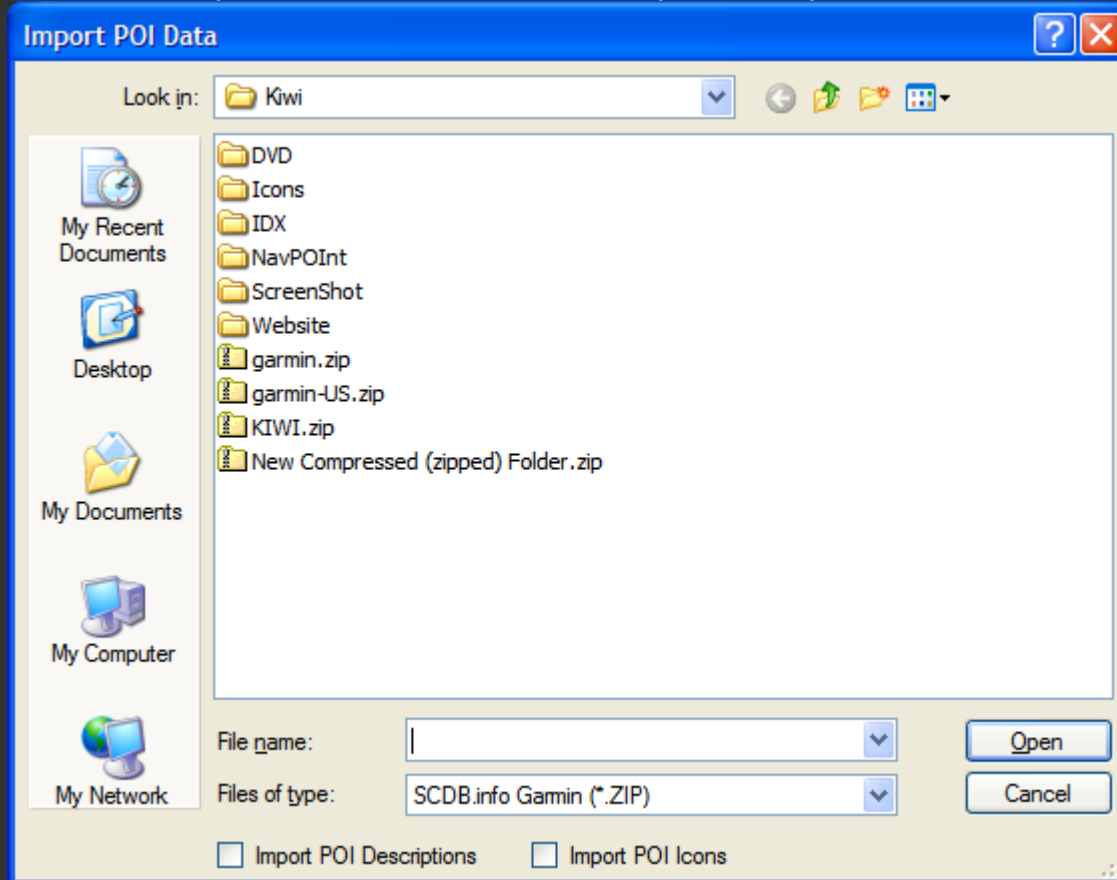 Import POI Data
Look in:
Kiwi
My Recent
Documents
Desktop
My Documents
My Computer
My Network
DVD
Icons
IDX
NavPOInt
ScreenShot
Website
garmin.zip
garmin-US.zip
KIWI.zip
New Compressed (zipped) Folder.zip
File name:
Open
Files of type:
SCDB.info Garmin (*.ZIP)
Cancel
Import POI Descriptions
Import POI Icons